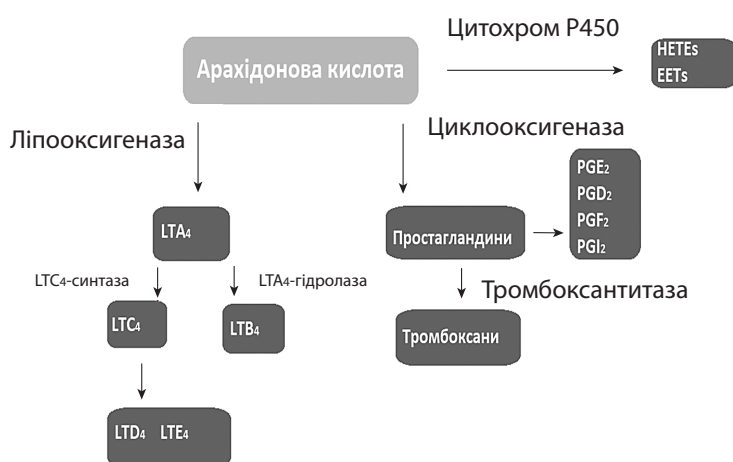 Цитохром P450
Арахідонова кислота
HETEs
EETs
Ліпооксигеназа
Циклооксигеназа
PGE₂
PGD₂
PGF₂
PGI₂
LTA₄
Простагландини
LTC₄-синтаза
LTA₄-гідролаза
Тромбоксантитаза
LTC₄
LTB₄
Тромбоксани
LTD₄ LTE₄